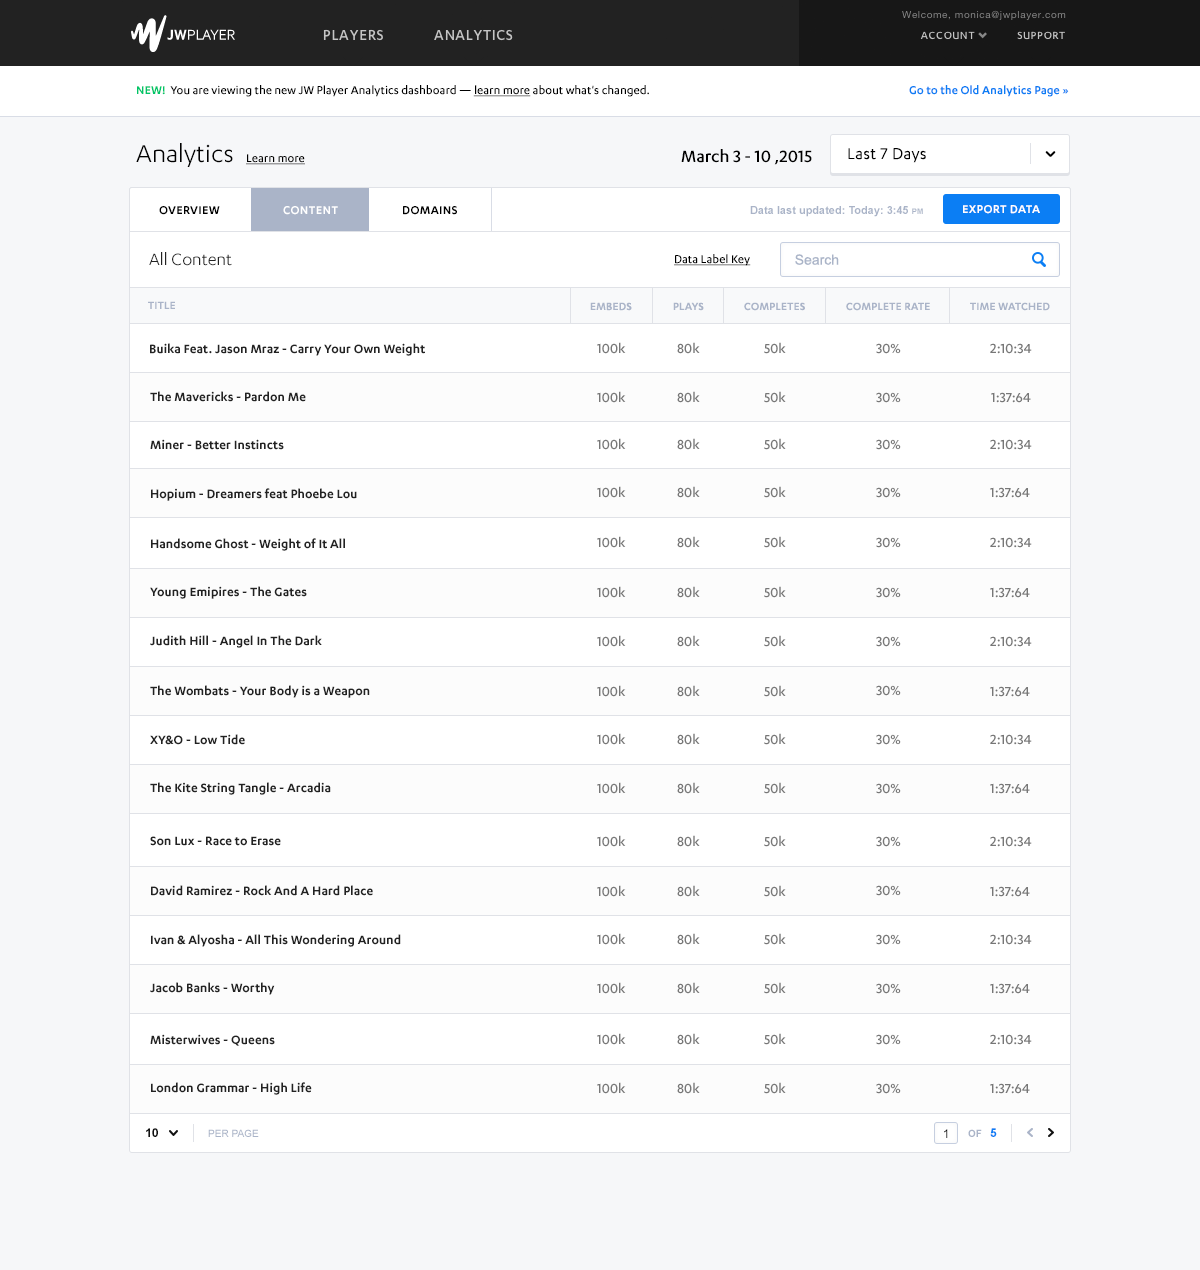 JWPLAYER
PLAYERS ANALYTICS
Welcome, monica@jwplayer.com
ACCOUNT SUPPORT
NEW! You are viewing the new JW Player Analytics dashboard — learn more about what's changed.
Go to the Old Analytics Page »
Analytics Learn more
March 3 - 10 ,2015
Last 7 Days
OVERVIEW CONTENT DOMAINS
Data last updated: Today: 3:45 PM
EXPORT DATA
All Content
Data Label Key
Search
TITLE EMBEDS PLAYS COMPLETES COMPLETE RATE TIME WATCHED
Buika Feat. Jason Mraz - Carry Your Own Weight 100k 80k 50k 30% 2:10:34
The Mavericks - Pardon Me 100k 80k 50k 30% 1:37:64
Miner - Better Instincts 100k 80k 50k 30% 2:10:34
Hopium - Dreamers feat Phoebe Lou 100k 80k 50k 30% 1:37:64
Handsome Ghost - Weight of It All 100k 80k 50k 30% 2:10:34
Young Emipires - The Gates 100k 80k 50k 30% 1:37:64
Judith Hill - Angel In The Dark 100k 80k 50k 30% 2:10:34
The Wombats - Your Body is a Weapon 100k 80k 50k 30% 1:37:64
XY&O - Low Tide 100k 80k 50k 30% 2:10:34
The Kite String Tangle - Arcadia 100k 80k 50k 30% 1:37:64
Son Lux - Race to Erase 100k 80k 50k 30% 2:10:34
David Ramirez - Rock And A Hard Place 100k 80k 50k 30% 1:37:64
Ivan & Alyosha - All This Wondering Around 100k 80k 50k 30% 2:10:34
Jacob Banks - Worthy 100k 80k 50k 30% 1:37:64
Misterwives - Queens 100k 80k 50k 30% 2:10:34
London Grammar - High Life 100k 80k 50k 30% 1:37:64
10 PER PAGE 1 OF 5